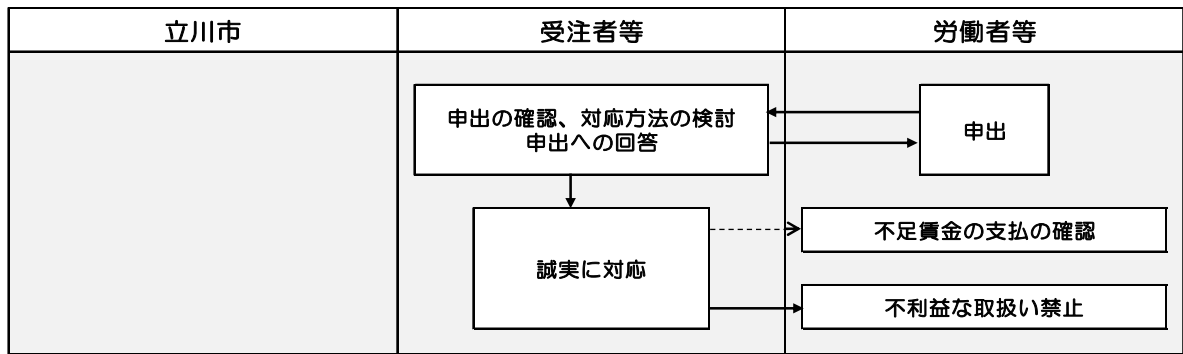 立川市
受注者等
労働者等
申出の確認、対応方法の検討
申出への回答
申出
誠実に対応
不足賃金の支払の確認
不利益な取扱い禁止